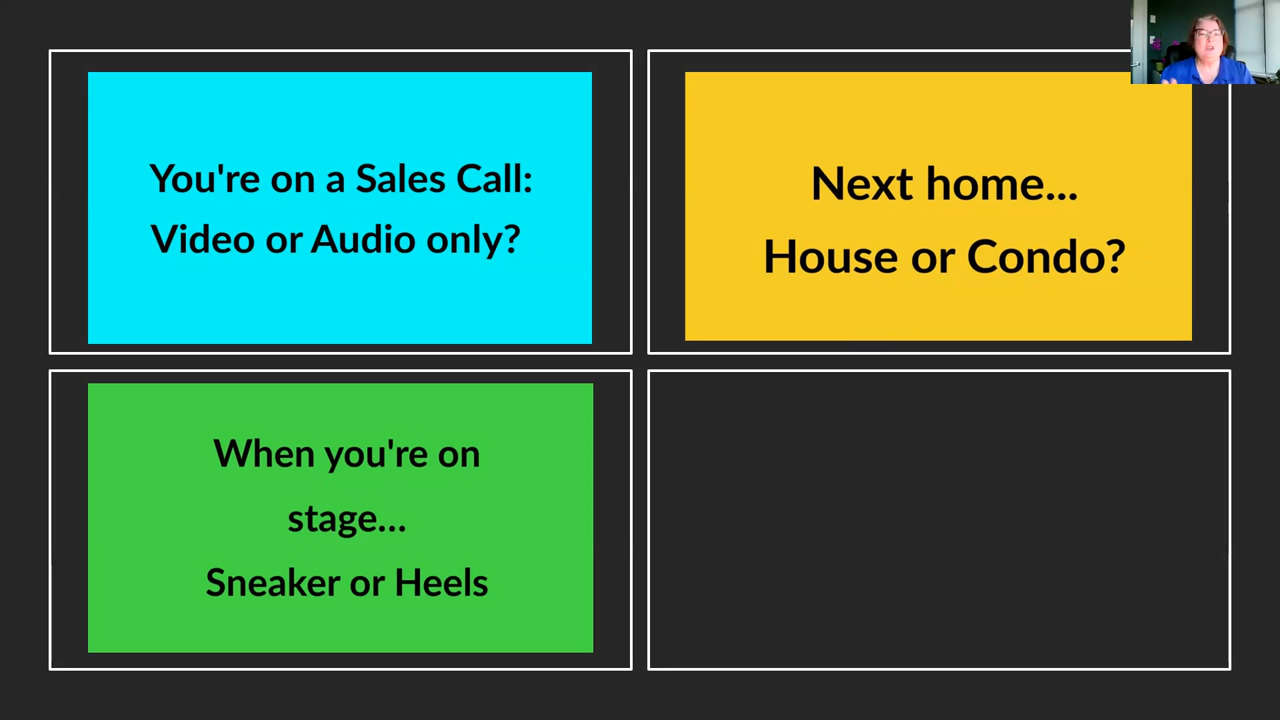 You're on a Sales Call:
Video or Audio only?
Next home...
House or Condo?
When you're on
stage...
Sneaker or Heels